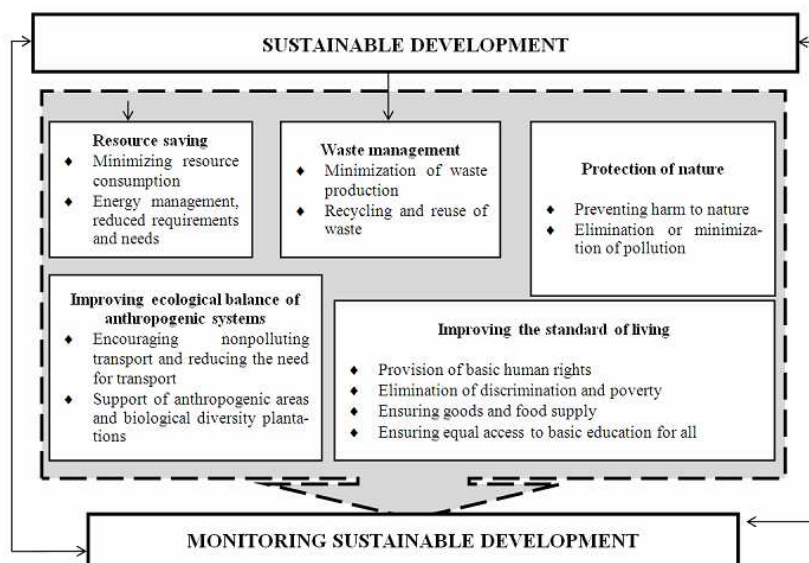 SUSTAINABLE DEVELOPMENT
Resource saving
♦ Minimizing resource
consumption
♦ Energy management,
reduced requirements
and needs
Waste management
♦ Minimization of waste
production
♦ Recycling and reuse of
waste
Protection of nature
♦ Preventing harm to nature
♦ Elimination or minimiza-
tion of pollution
Improving ecological balance of
anthropogenic systems
♦ Encouraging nonpolluting
transport and reducing the need
for transport
♦ Support of anthropogenic areas
and biological diversity planta-
tions
Improving the standard of living
♦ Provision of basic human rights
♦ Elimination of discrimination and poverty
♦ Ensuring goods and food supply
♦ Ensuring equal access to basic education for all
MONITORING SUSTAINABLE DEVELOPMENT